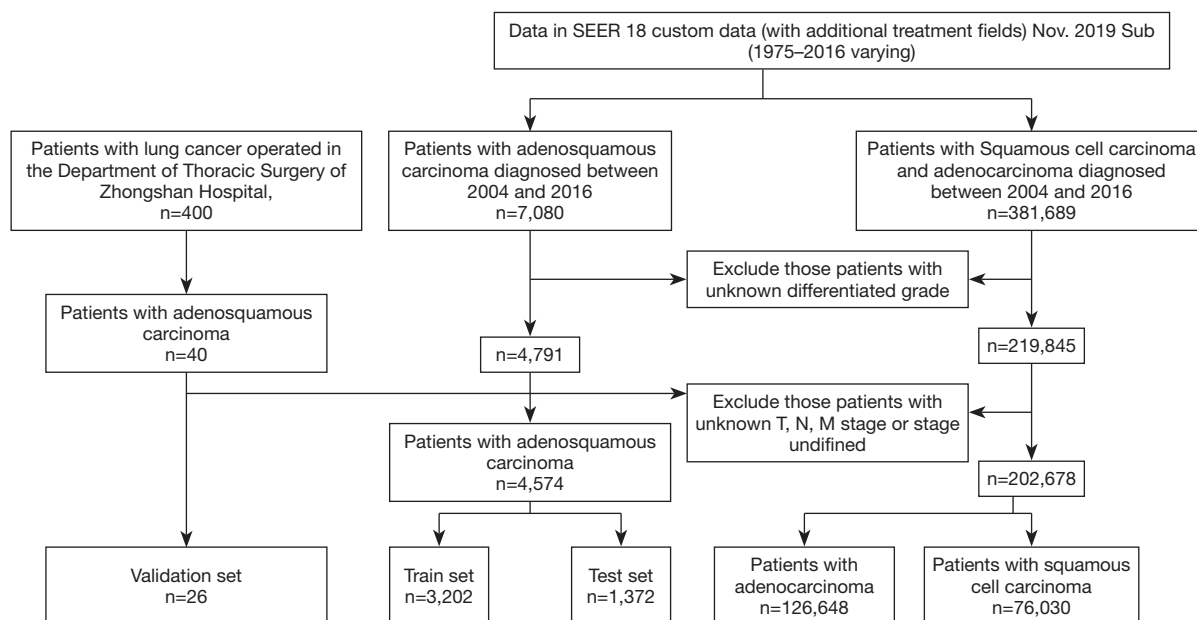 Data in SEER 18 custom data (with additional treatment fields) Nov. 2019 Sub
(1975–2016 varying)
Patients with lung cancer operated in
the Department of Thoracic Surgery of
Zhongshan Hospital,
n=400
Patients with adenosquamous
carcinoma diagnosed between
2004 and 2016
n=7,080
Patients with Squamous cell carcinoma
and adenocarcinoma diagnosed
between 2004 and 2016
n=381,689
Exclude those patients with
unknown differentiated grade
Patients with adenosquamous
carcinoma
n=40
n=4,791
n=219,845
Exclude those patients with
unknown T, N, M stage or stage
undifined
Patients with adenosquamous
carcinoma
n=4,574
n=202,678
Validation set
n=26
Train set
n=3,202
Test set
n=1,372
Patients with
adenocarcinoma
n=126,648
Patients with squamous
cell carcinoma
n=76,030